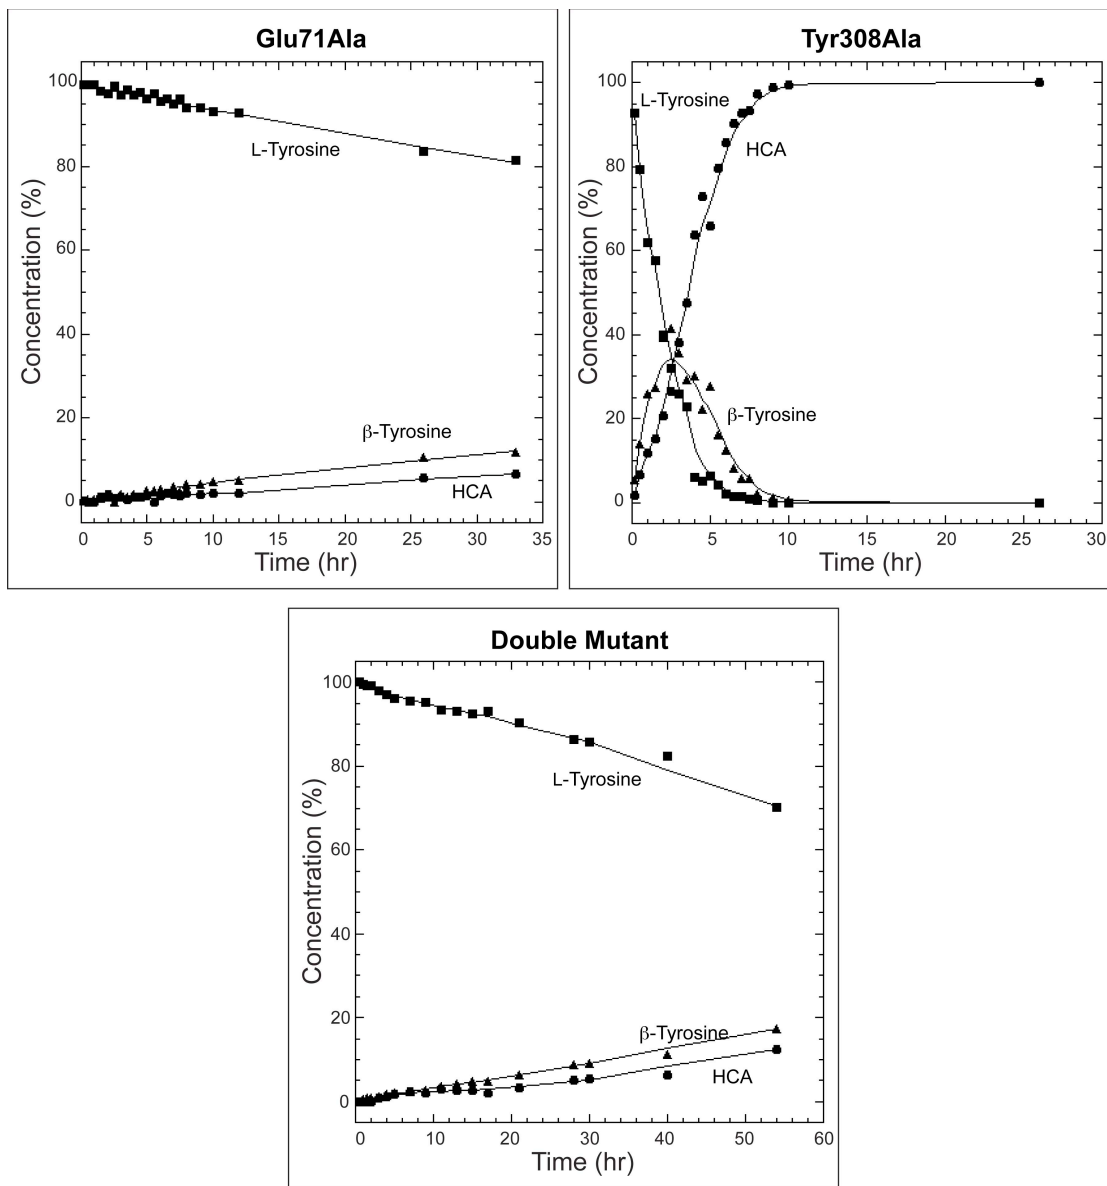 Glu71Ala
Concentration (%)
100
80
60
40
20
0
L-Tyrosine
β-Tyrosine
HCA
0 5 10 15 20 25 30 35
Time (hr)
Tyr308Ala
Concentration (%)
100
80
60
40
20
0
L-Tyrosine
HCA
β-Tyrosine
0 5 10 15 20 25 30
Time (hr)
Double Mutant
Concentration (%)
100
80
60
40
20
0
L-Tyrosine
β-Tyrosine
HCA
0 10 20 30 40 50 60
Time (hr)